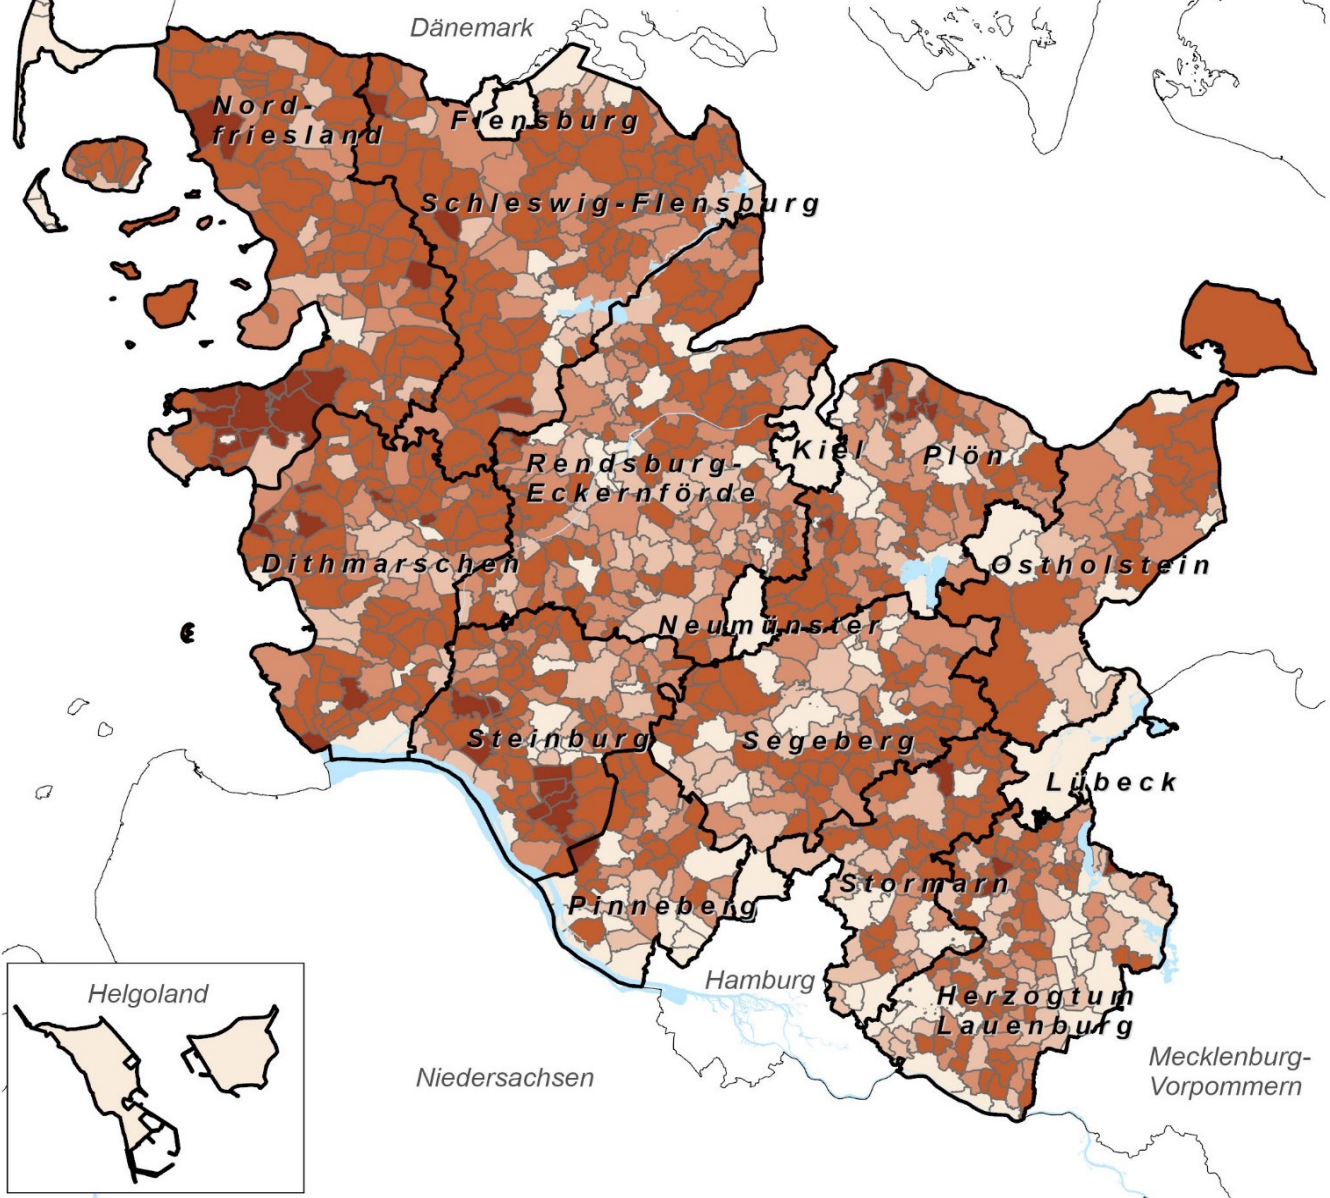 Dänemark
Nord-
friesland
Flensburg
Schleswig-Flensburg
Kiel
Plön
Rendsburg-
Eckernförde
Dithmarschen
Ostholstein
Neumünster
Steinburg
Segeberg
Lübeck
Stormarn
Pinneberg
Hamburg
Helgoland
Herzogtum
Lauenburg
Niedersachsen
Mecklenburg-
Vorpommern